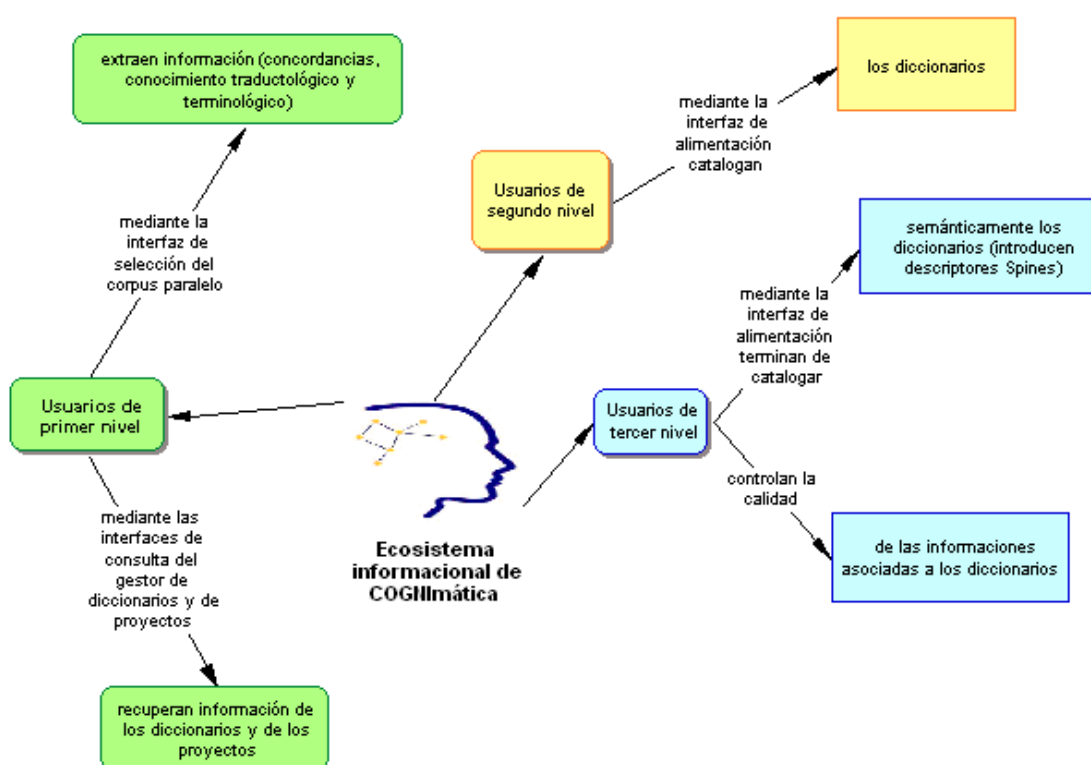 extraen información (concordancias,
conocimiento traductológico y
terminológico)
los diccionarios
mediante la
interfaz de
alimentación
catalogan
Usuarios de
segundo nivel
mediante la
interfaz de
selección del
corpus paralelo
semánticamente los
diccionarios (introducen
descriptores Spines)
mediante la
interfaz de
alimentación
terminan de
catalogar
Usuarios de
primer nivel
Usuarios de
tercer nivel
controlan la
calidad
mediante las
interfaces de
consulta del
gestor de
diccionarios y de
proyectos
Ecosistema
informacional de
COGNImática
de las informaciones
asociadas a los diccionarios
recuperan información de
los diccionarios y de los
proyectos